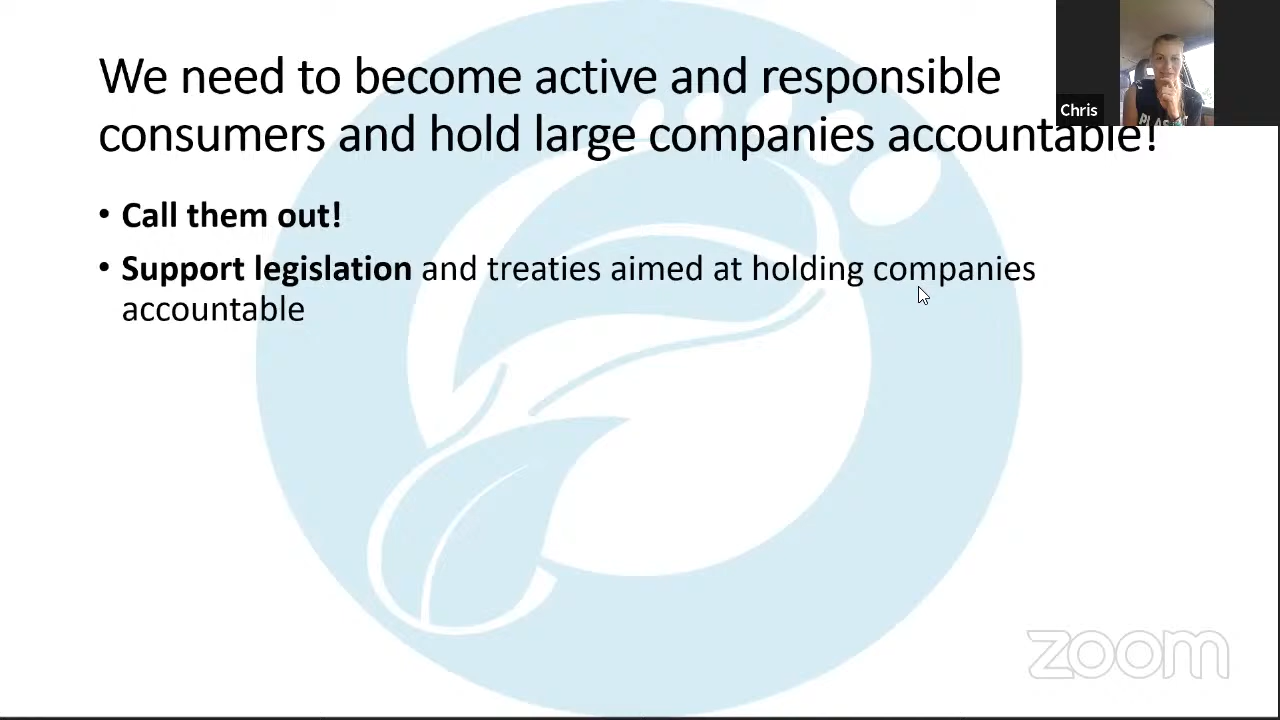 We need to become active and responsible
consumers and hold large companies accountable!
• Call them out!
• Support legislation and treaties aimed at holding companies
accountable
Chris
zoom